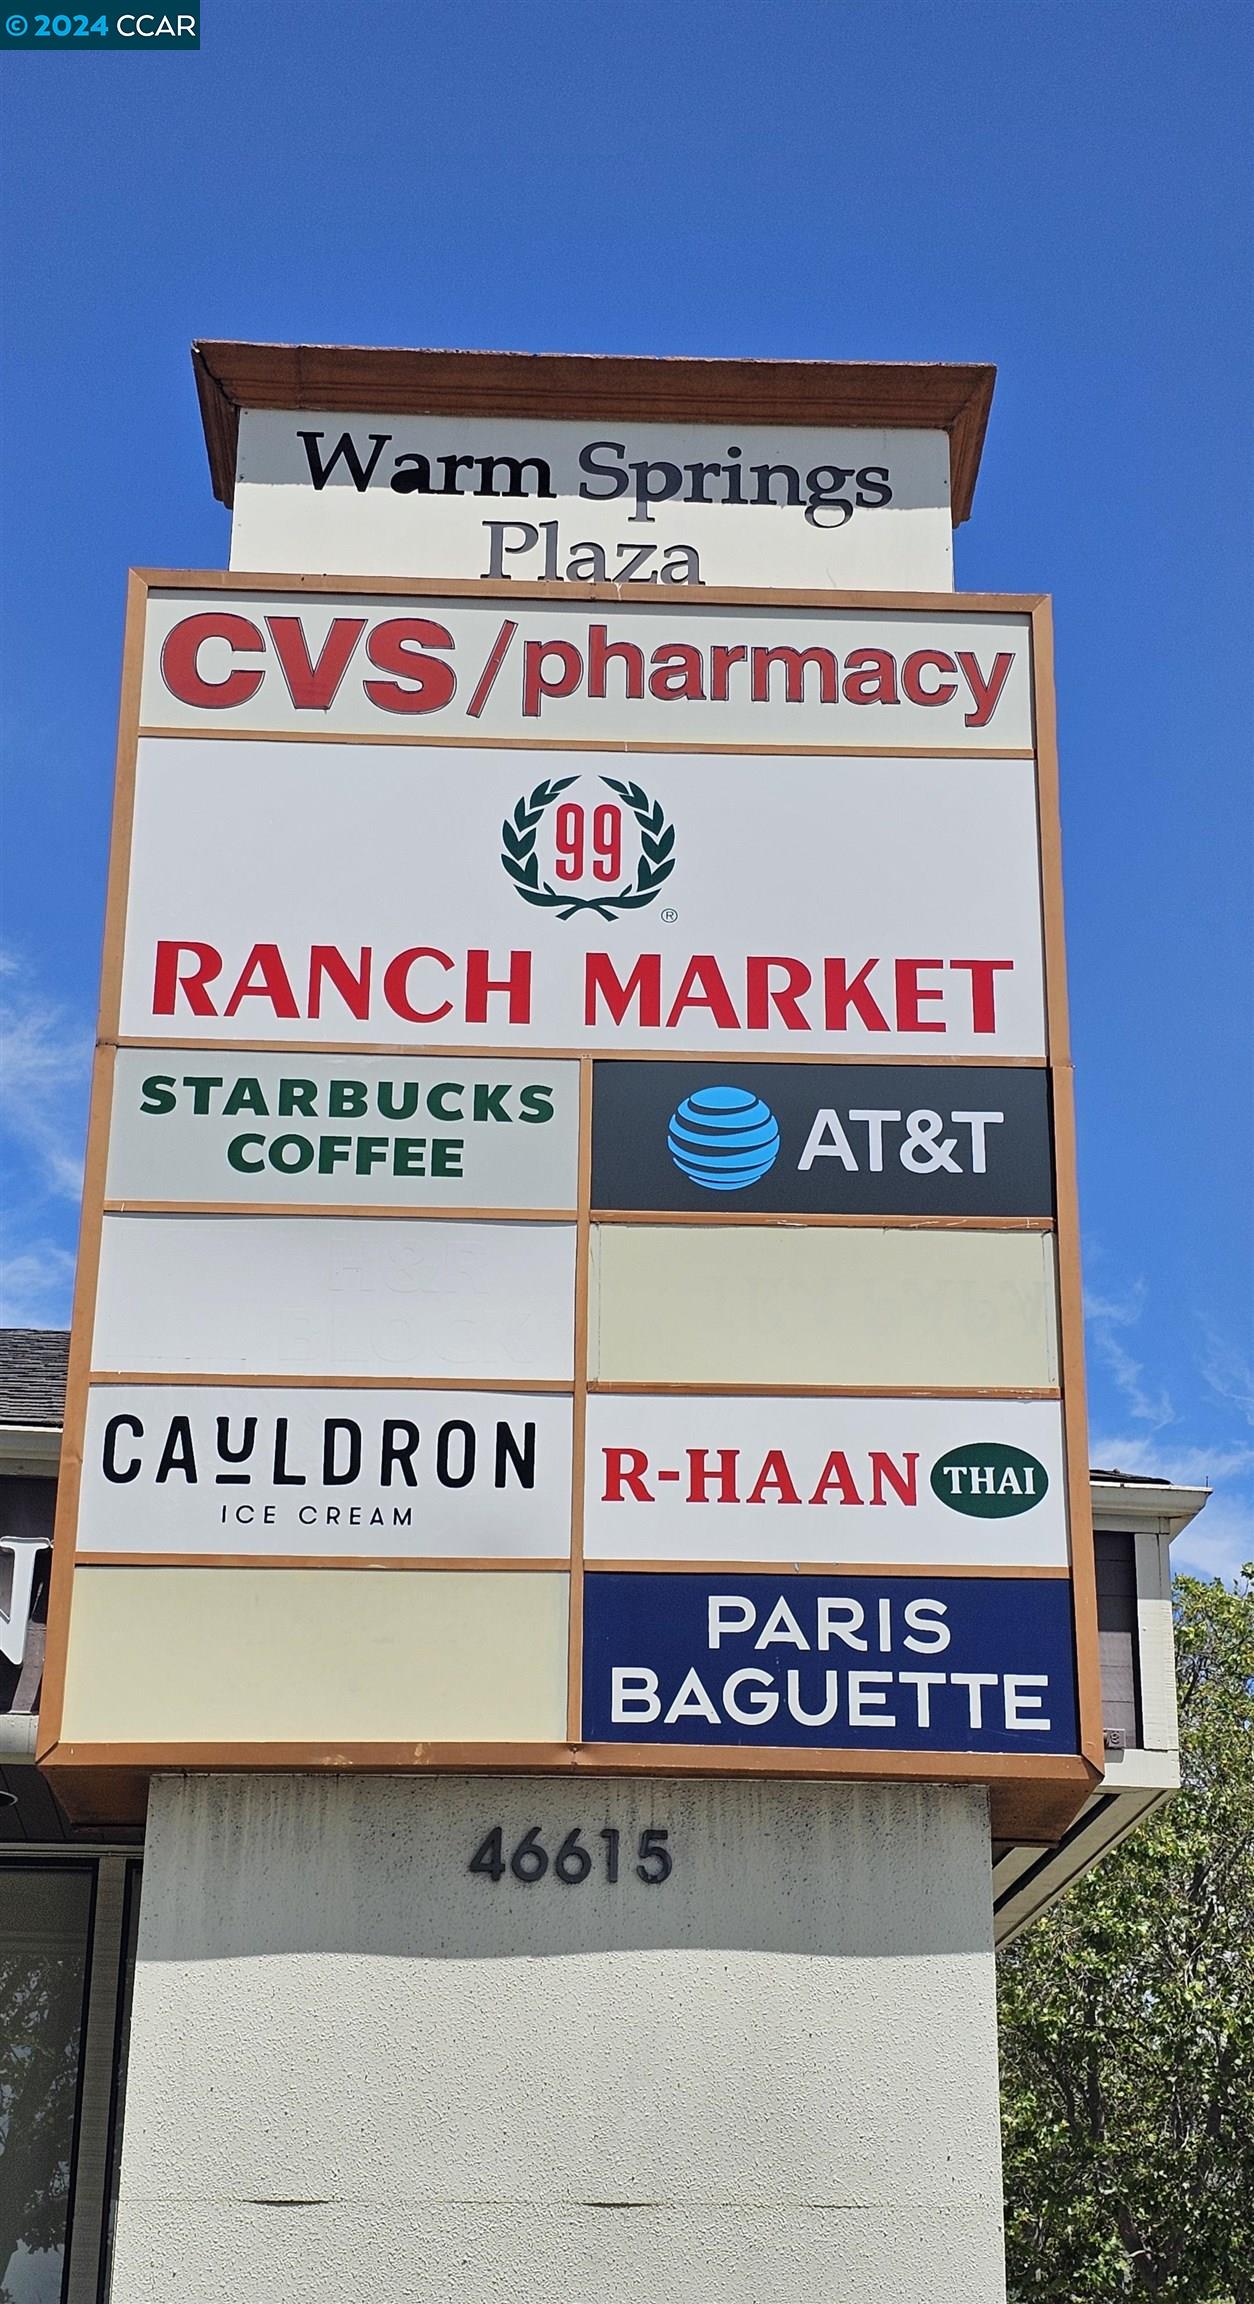 © 2024 CCAR
Warm Springs
Plaza
CVS/pharmacy
99
®
RANCH MARKET
STARBUCKS
COFFEE
AT&T
H&R
BLOCK
CAULDRON
ICE CREAM
R-HAAN THAI
PARIS
BAGUETTE
46615